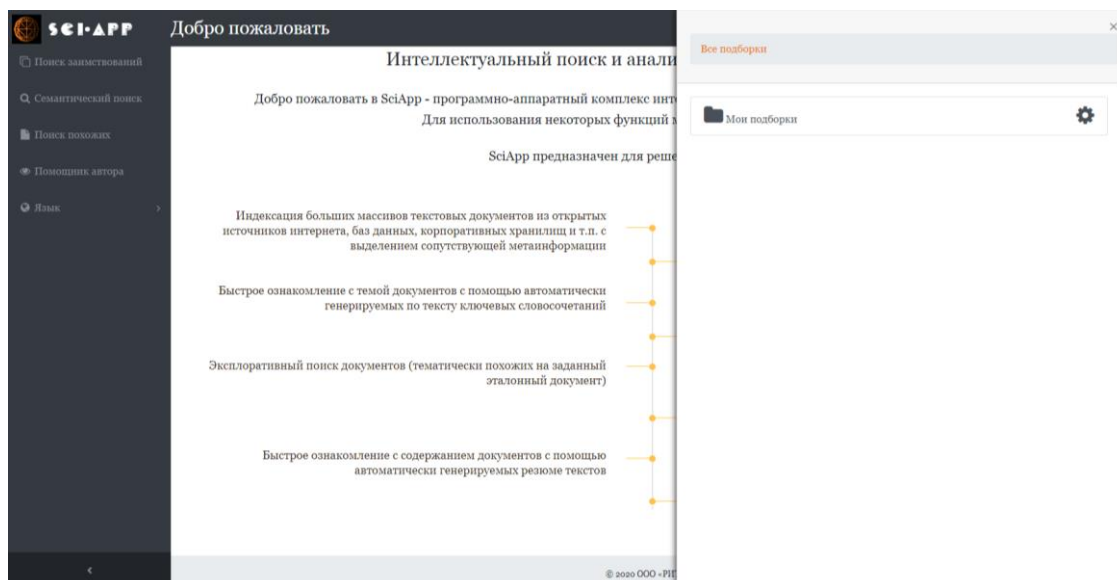 SCI-APP
Добро пожаловать
Поиск заимствований
Семантический поиск
Поиск похожих
Помощник автора
Язык
Интеллектуальный поиск и анали
Добро пожаловать в SciApp - программно-аппаратный комплекс инт
Для использования некоторых функций
SciApp предназначен для реше
Индексация больших массивов текстовых документов из открытых
источников интернета, баз данных, корпоративных хранилищ и т.п. с
выделением сопутствующей метаинформации
Быстрое ознакомление с темой документов с помощью автоматически
генерируемых по тексту ключевых словосочетаний
Эксплоративный поиск документов (тематически похожих на заданный
эталонный документ)
Быстрое ознакомление с содержанием документов с помощью
автоматически генерируемых резюме текстов
© 2020 ООО «РИ
Все подборки
Мои подборки